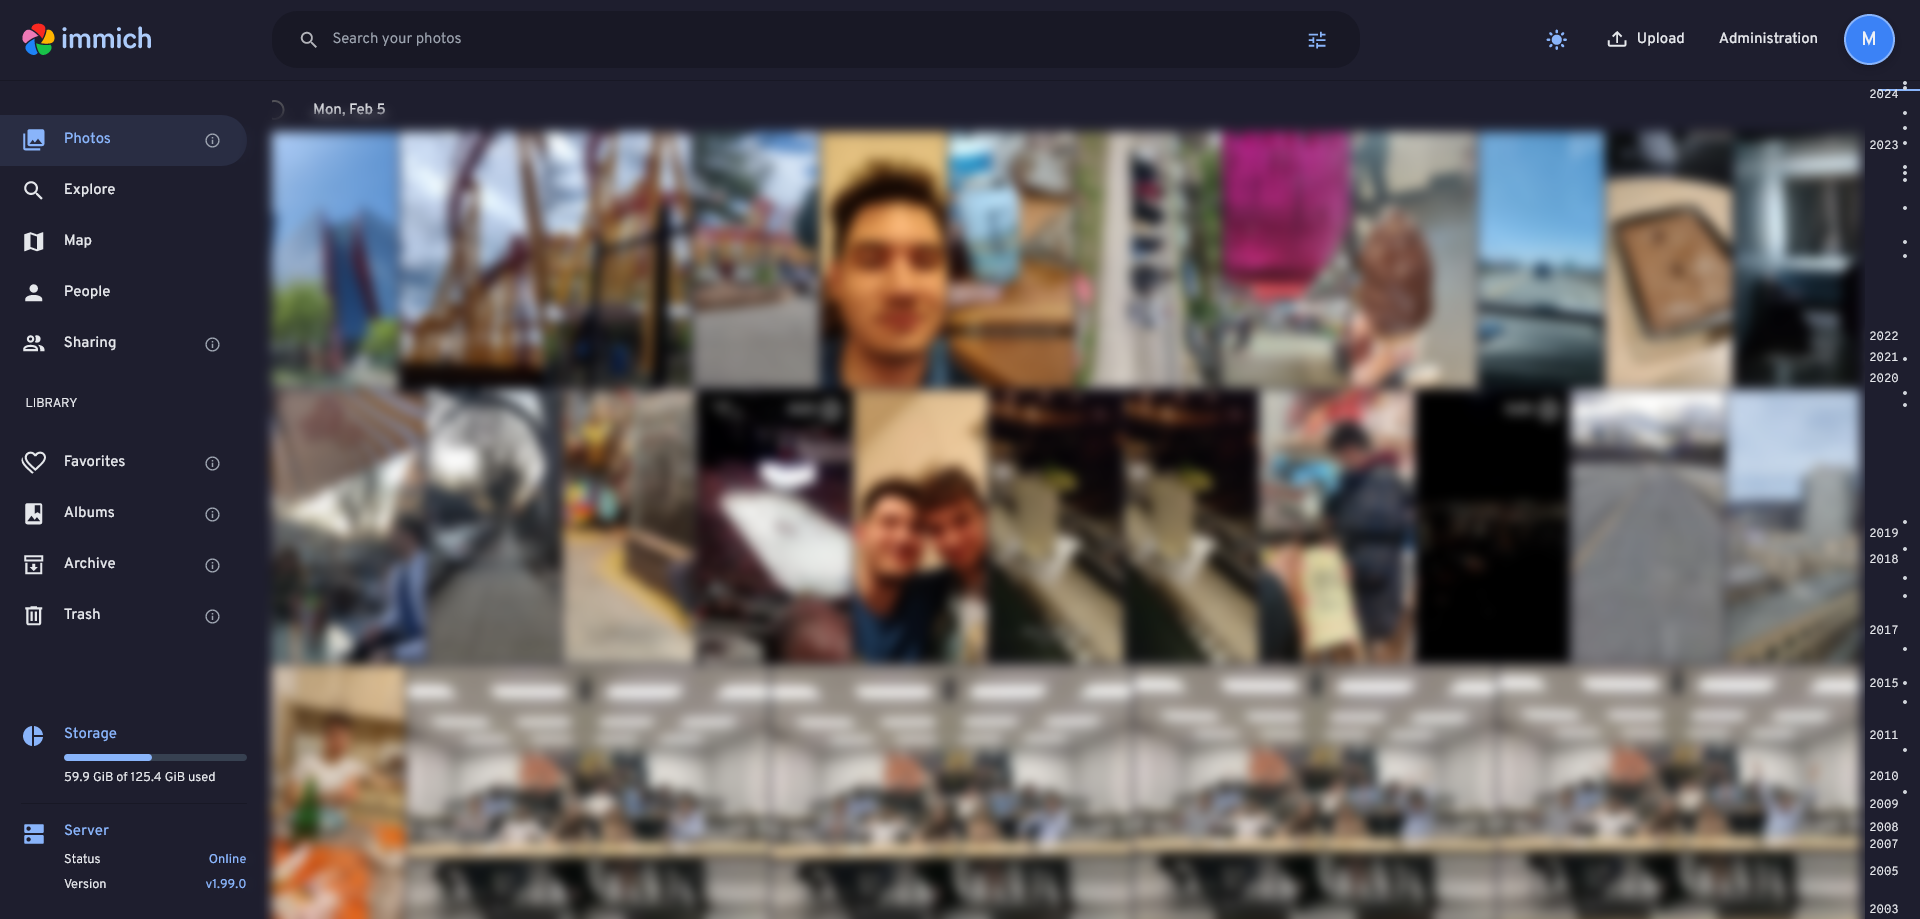 immich
Search your photos
Upload
Administration
M
Photos
Explore
Map
People
Sharing
LIBRARY
Favorites
Albums
Archive
Trash
Storage
59.9 GiB of 125.4 GiB used
Server
Status Online
Version v1.99.0
Mon, Feb 5
2024
2023
2022
2021
2020
2019
2018
2017
2015
2011
2010
2009
2008
2007
2005
2003